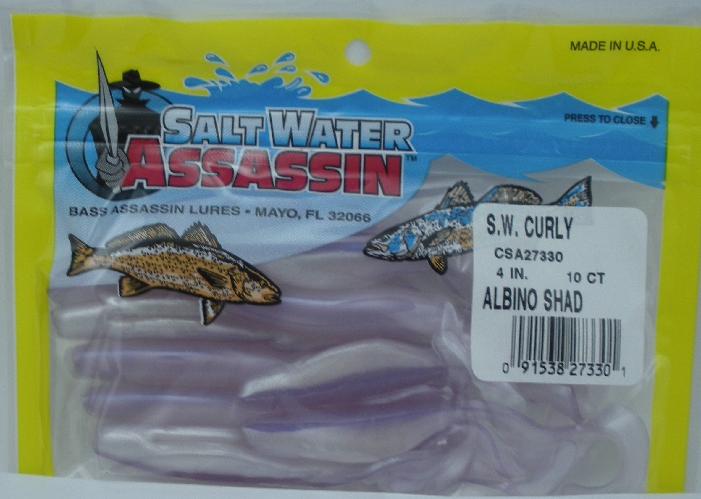 MADE IN U.S.A.
PRESS TO CLOSE
SALT WATER
ASSASSIN™
BASS ASSASSIN LURES • MAYO, FL 32066
S.W. CURLY
CSA27330
4 IN. 10 CT
ALBINO SHAD
0 91538 27330 1